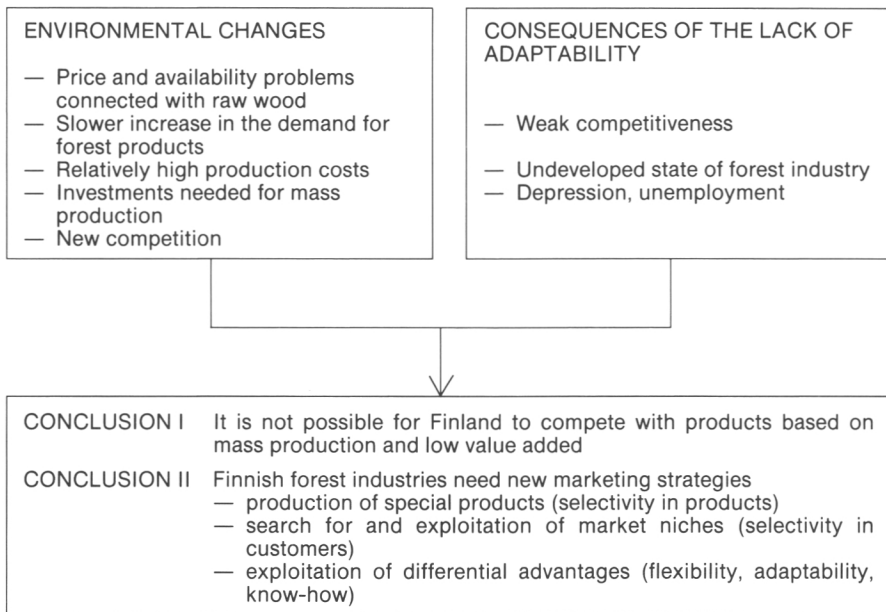 ENVIRONMENTAL CHANGES
— Price and availability problems
connected with raw wood
— Slower increase in the demand for
forest products
— Relatively high production costs
— Investments needed for mass
production
— New competition
CONSEQUENCES OF THE LACK OF
ADAPTABILITY
— Weak competitiveness
— Undeveloped state of forest industry
— Depression, unemployment
CONCLUSION I It is not possible for Finland to compete with products based on
mass production and low value added
CONCLUSION II Finnish forest industries need new marketing strategies
— production of special products (selectivity in products)
— search for and exploitation of market niches (selectivity in
customers)
— exploitation of differential advantages (flexibility, adaptability,
know-how)